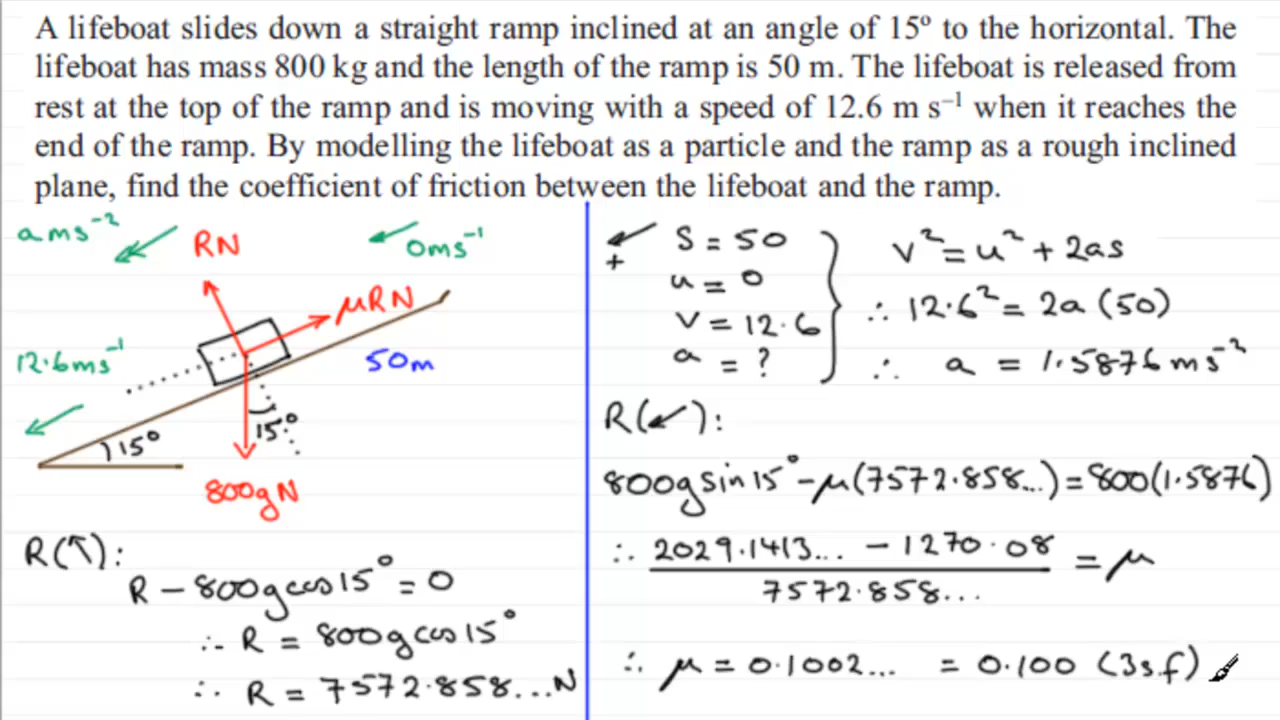 A lifeboat slides down a straight ramp inclined at an angle of 15° to the horizontal. The
lifeboat has mass 800 kg and the length of the ramp is 50 m. The lifeboat is released from
rest at the top of the ramp and is moving with a speed of 12.6 m s⁻¹ when it reaches the
end of the ramp. By modelling the lifeboat as a particle and the ramp as a rough inclined
plane, find the coefficient of friction between the lifeboat and the ramp.
a ms⁻²
RN
0ms⁻¹
μRN
12.6ms⁻¹
50m
15°
15°
800gN
R(↖):
R − 800gcos15° = 0
∴ R = 800gcos15°
∴ R = 7572.858...N
↙ +
S = 50
u = 0
v = 12.6
a = ?
v² = u² + 2as
∴ 12.6² = 2a(50)
∴ a = 1.5876ms⁻²
R(↙):
800gsin15° − μ(7572.858...) = 800(1.5876)
∴ 2029.1413... − 1270.08 = μ
7572.858...
∴ μ = 0.1002... = 0.100 (3s.f)